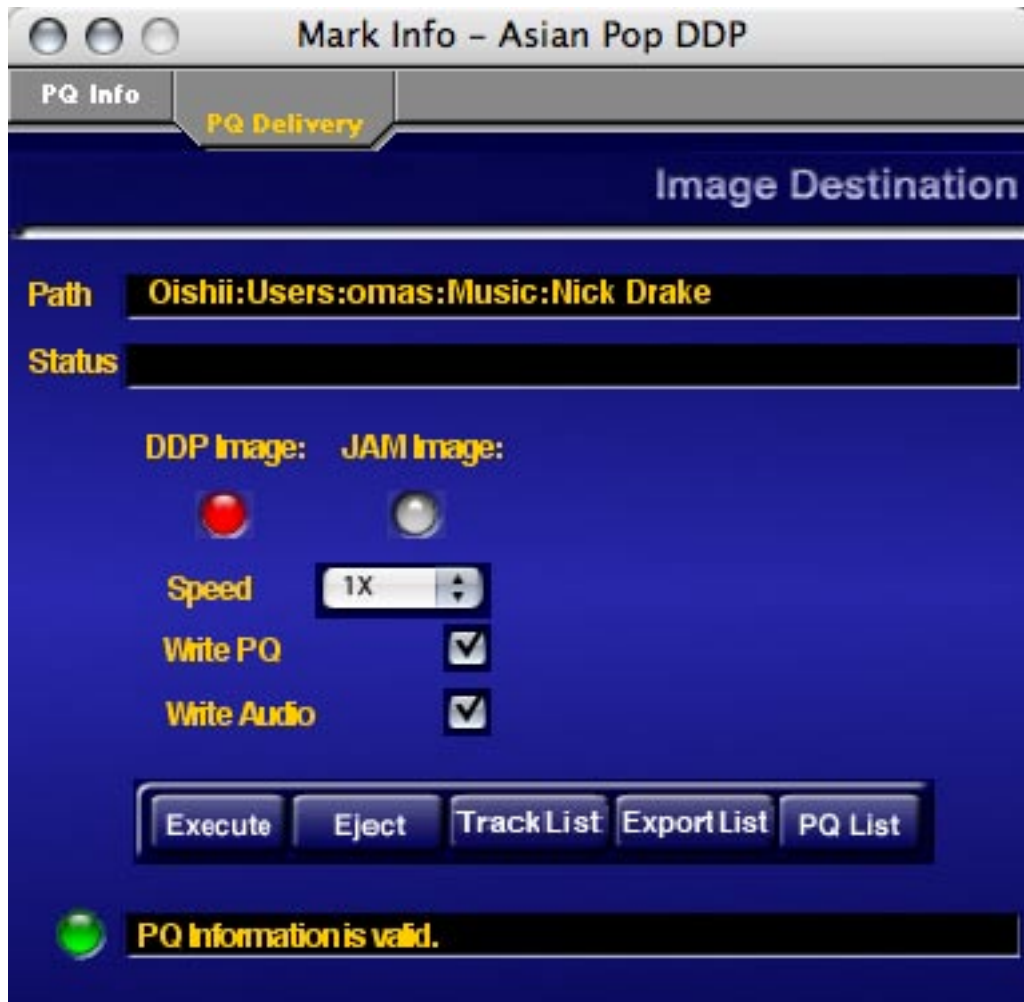 Mark Info – Asian Pop DDP
PQ Info
PQ Delivery
Image Destination
Path Oishii:Users:omas:Music:Nick Drake
Status
DDP Image: JAM Image:
Speed 1X
Write PQ
Write Audio
Execute Eject Track List Export List PQ List
PQ Information is valid.